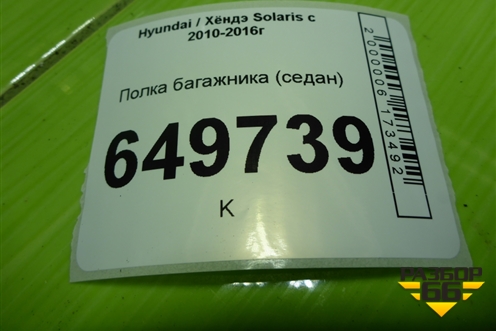 Hyundai / Хёндэ Solaris с
2010-2016г
Полка багажника (седан)
649739
К
2000006173492
РАЗБОР
66